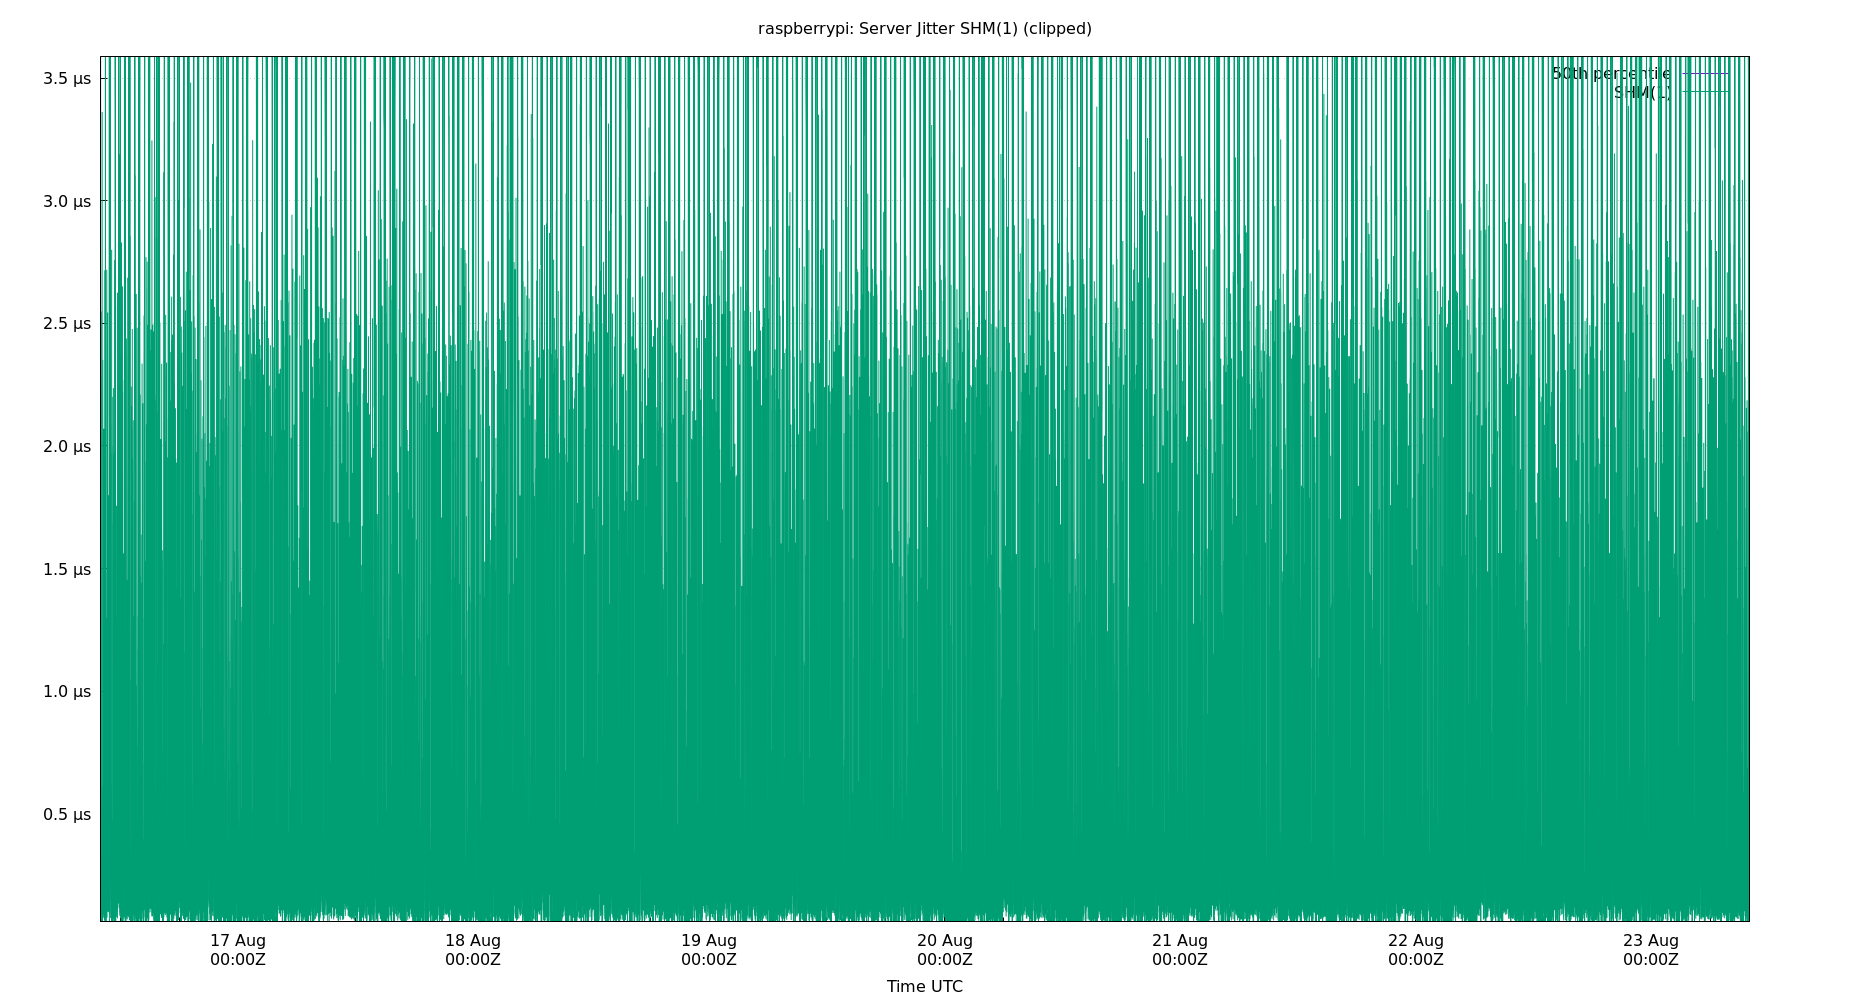 raspberrypi: Server Jitter SHM(1) (clipped)
3.5 µs
50th percentile
SHM(1)
3.0 µs
2.5 µs
2.0 µs
1.5 µs
1.0 µs
0.5 µs
17 Aug 18 Aug 19 Aug 20 Aug 21 Aug 22 Aug 23 Aug
00:00Z 00:00Z 00:00Z 00:00Z 00:00Z 00:00Z 00:00Z
Time UTC